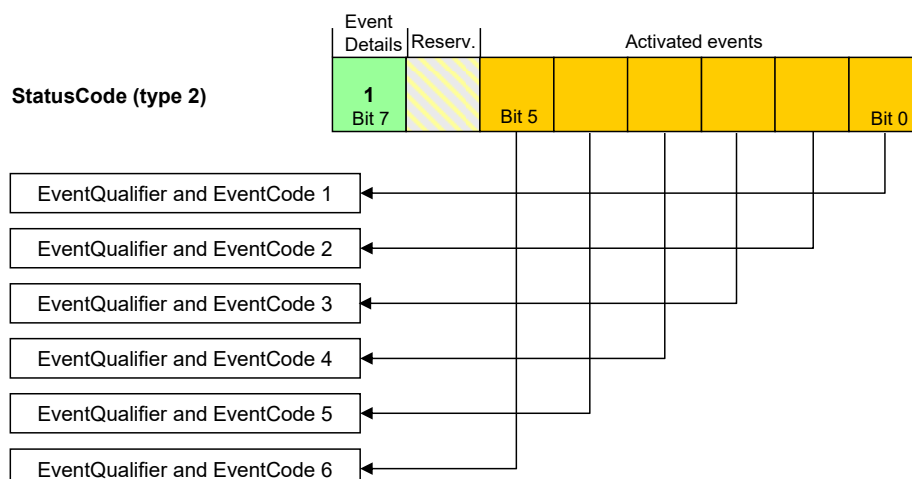 Event
Details Reserv. Activated events
StatusCode (type 2)
1
Bit 7 Bit 5 Bit 0
EventQualifier and EventCode 1
EventQualifier and EventCode 2
EventQualifier and EventCode 3
EventQualifier and EventCode 4
EventQualifier and EventCode 5
EventQualifier and EventCode 6